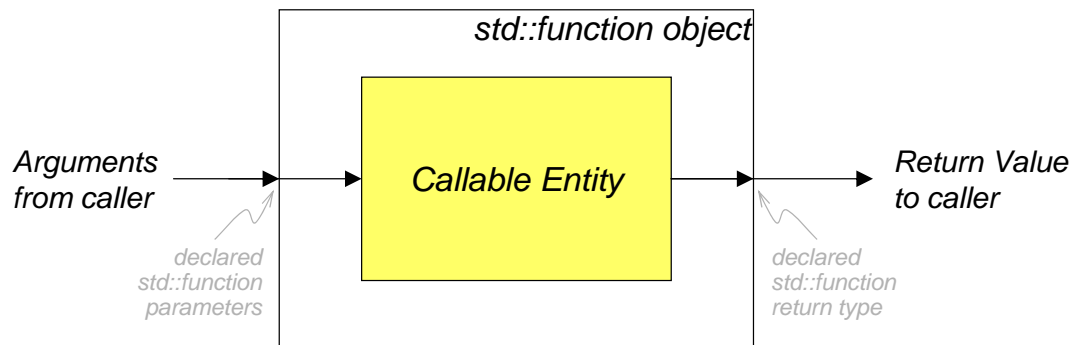 std::function object
Arguments
from caller
Callable Entity
Return Value
to caller
declared
std::function
parameters
declared
std::function
return type